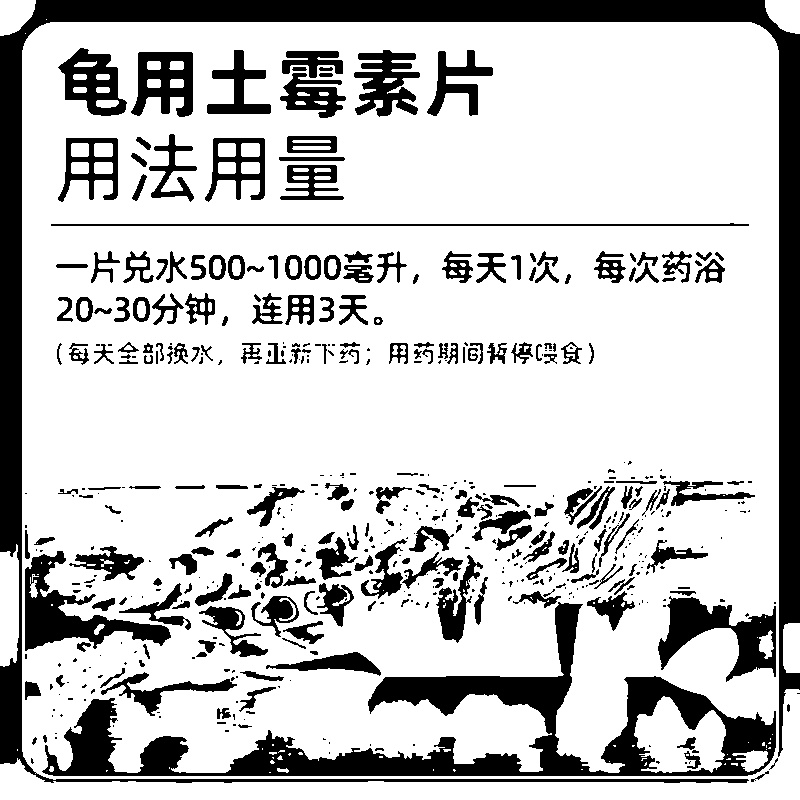 龟用土霉素片
用法用量
一片兑水500~1000毫升，每天1次，每次药浴
20~30分钟，连用3天。
（每天全部换水，再重新下药；用药期间暂停喂食）